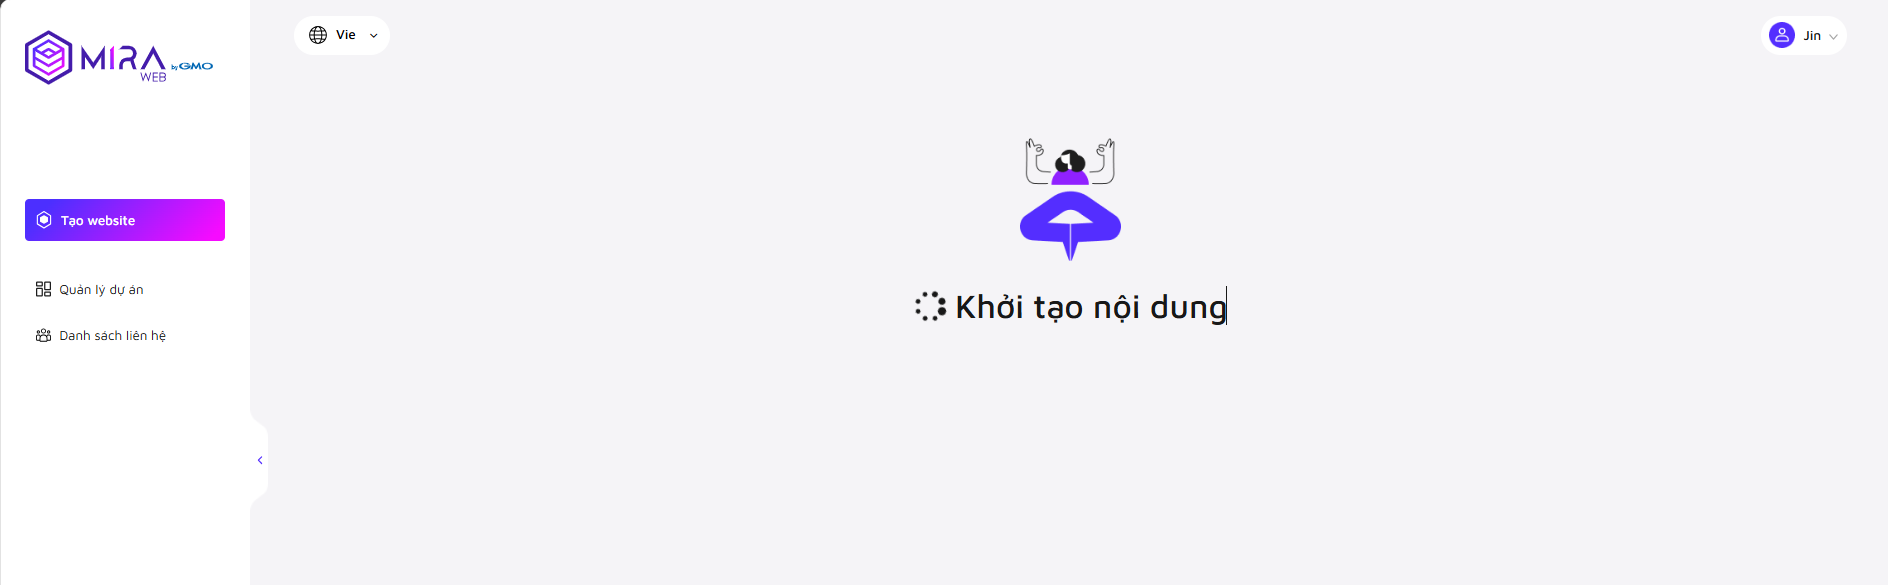 MIRA
WEB
by GMO
Vie
Jin
Tạo website
Quản lý dự án
Danh sách liên hệ
Khởi tạo nội dung